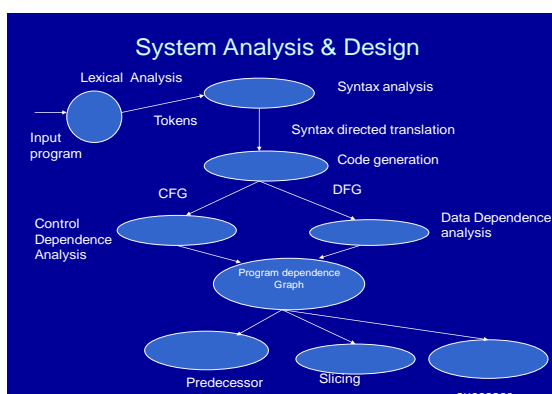 System Analysis & Design
Lexical Analysis
Syntax analysis
Tokens
Input
program
Syntax directed translation
Code generation
CFG
DFG
Control
Dependence
Analysis
Data Dependence
analysis
Program dependence
Graph
Predecessor
Slicing